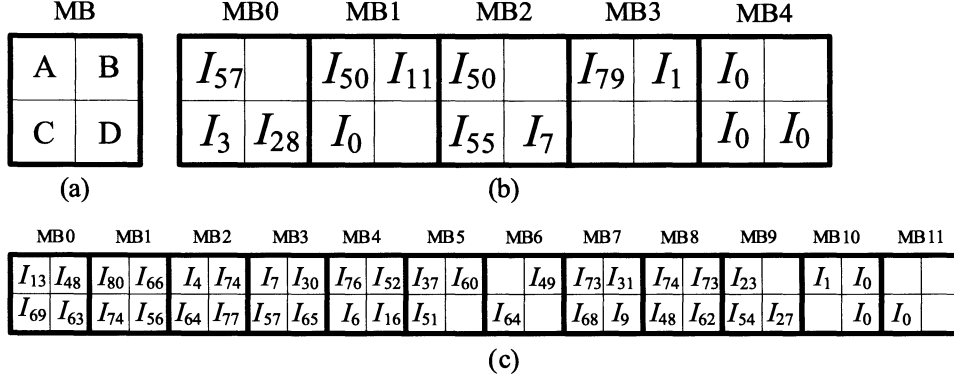 MB MB0 MB1 MB2 MB3 MB4
A B I57 I50 I11 I50 I79 I1 I0
C D I3 I28 I0 I55 I7 I0 I0
(a) (b)
MB0 MB1 MB2 MB3 MB4 MB5 MB6 MB7 MB8 MB9 MB10 MB11
I13 I48 I80 I66 I4 I74 I7 I30 I76 I52 I37 I60 I49 I73 I31 I74 I73 I23 I1 I0
I69 I63 I74 I56 I64 I77 I57 I65 I6 I16 I51 I64 I68 I9 I48 I62 I54 I27 I0 I0
(c)